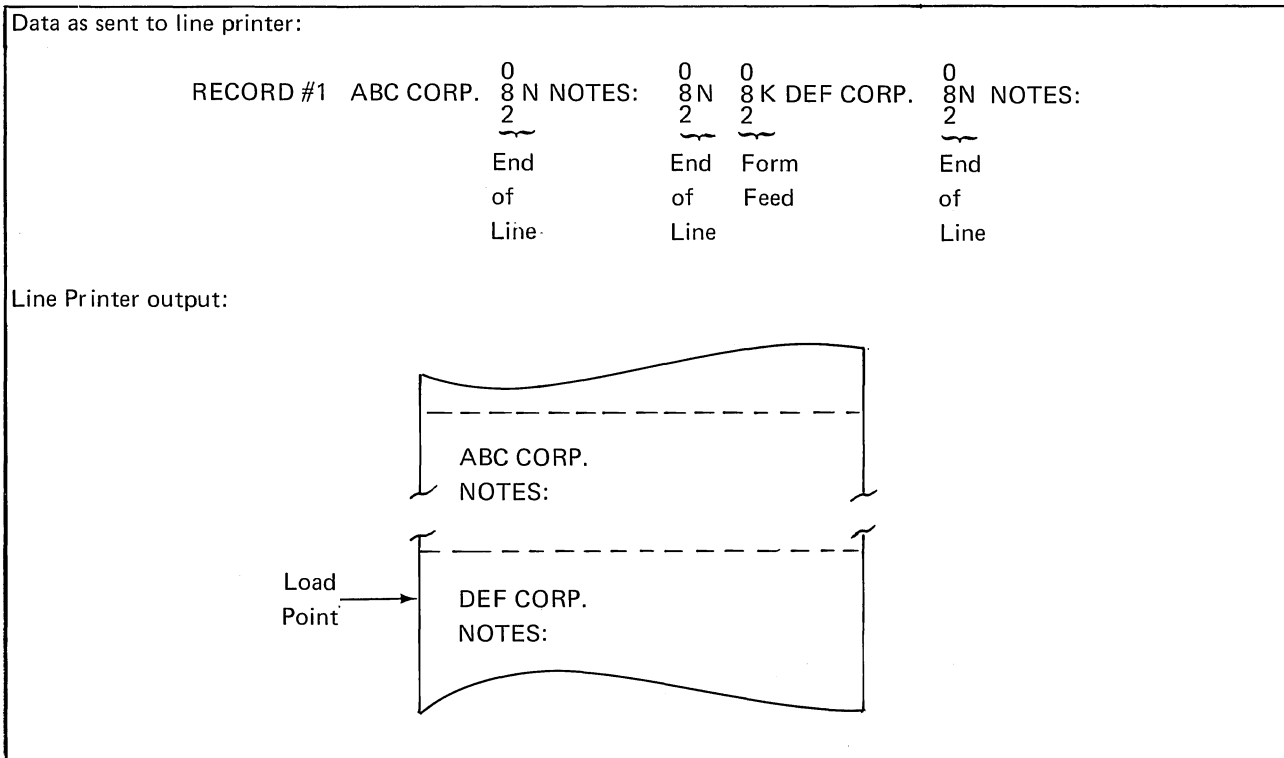 Data as sent to line printer:
0 0 0 0
RECORD #1 ABC CORP. 8 N NOTES: 8 N 8 K DEF CORP. 8N NOTES:
2 2 2 2
End End Form End
of of Feed of
Line Line Line
Line Printer output:
ABC CORP.
NOTES:
Load
Point
DEF CORP.
NOTES: